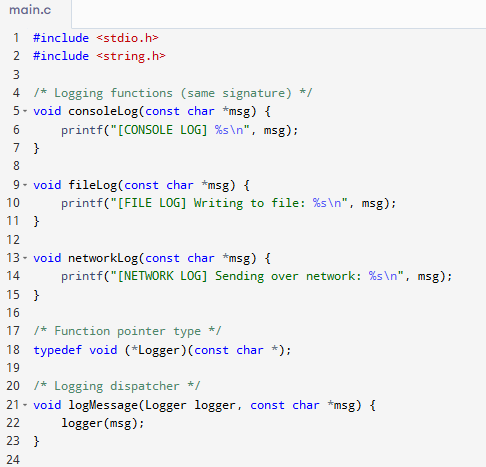 main.c
1 #include <stdio.h>
2 #include <string.h>
3
4 /* Logging functions (same signature) */
5 void consoleLog(const char *msg) {
6     printf("[CONSOLE LOG] %s\n", msg);
7 }
8
9 void fileLog(const char *msg) {
10     printf("[FILE LOG] Writing to file: %s\n", msg);
11 }
12
13 void networkLog(const char *msg) {
14     printf("[NETWORK LOG] Sending over network: %s\n", msg);
15 }
16
17 /* Function pointer type */
18 typedef void (*Logger)(const char *);
19
20 /* Logging dispatcher */
21 void logMessage(Logger logger, const char *msg) {
22     logger(msg);
23 }
24